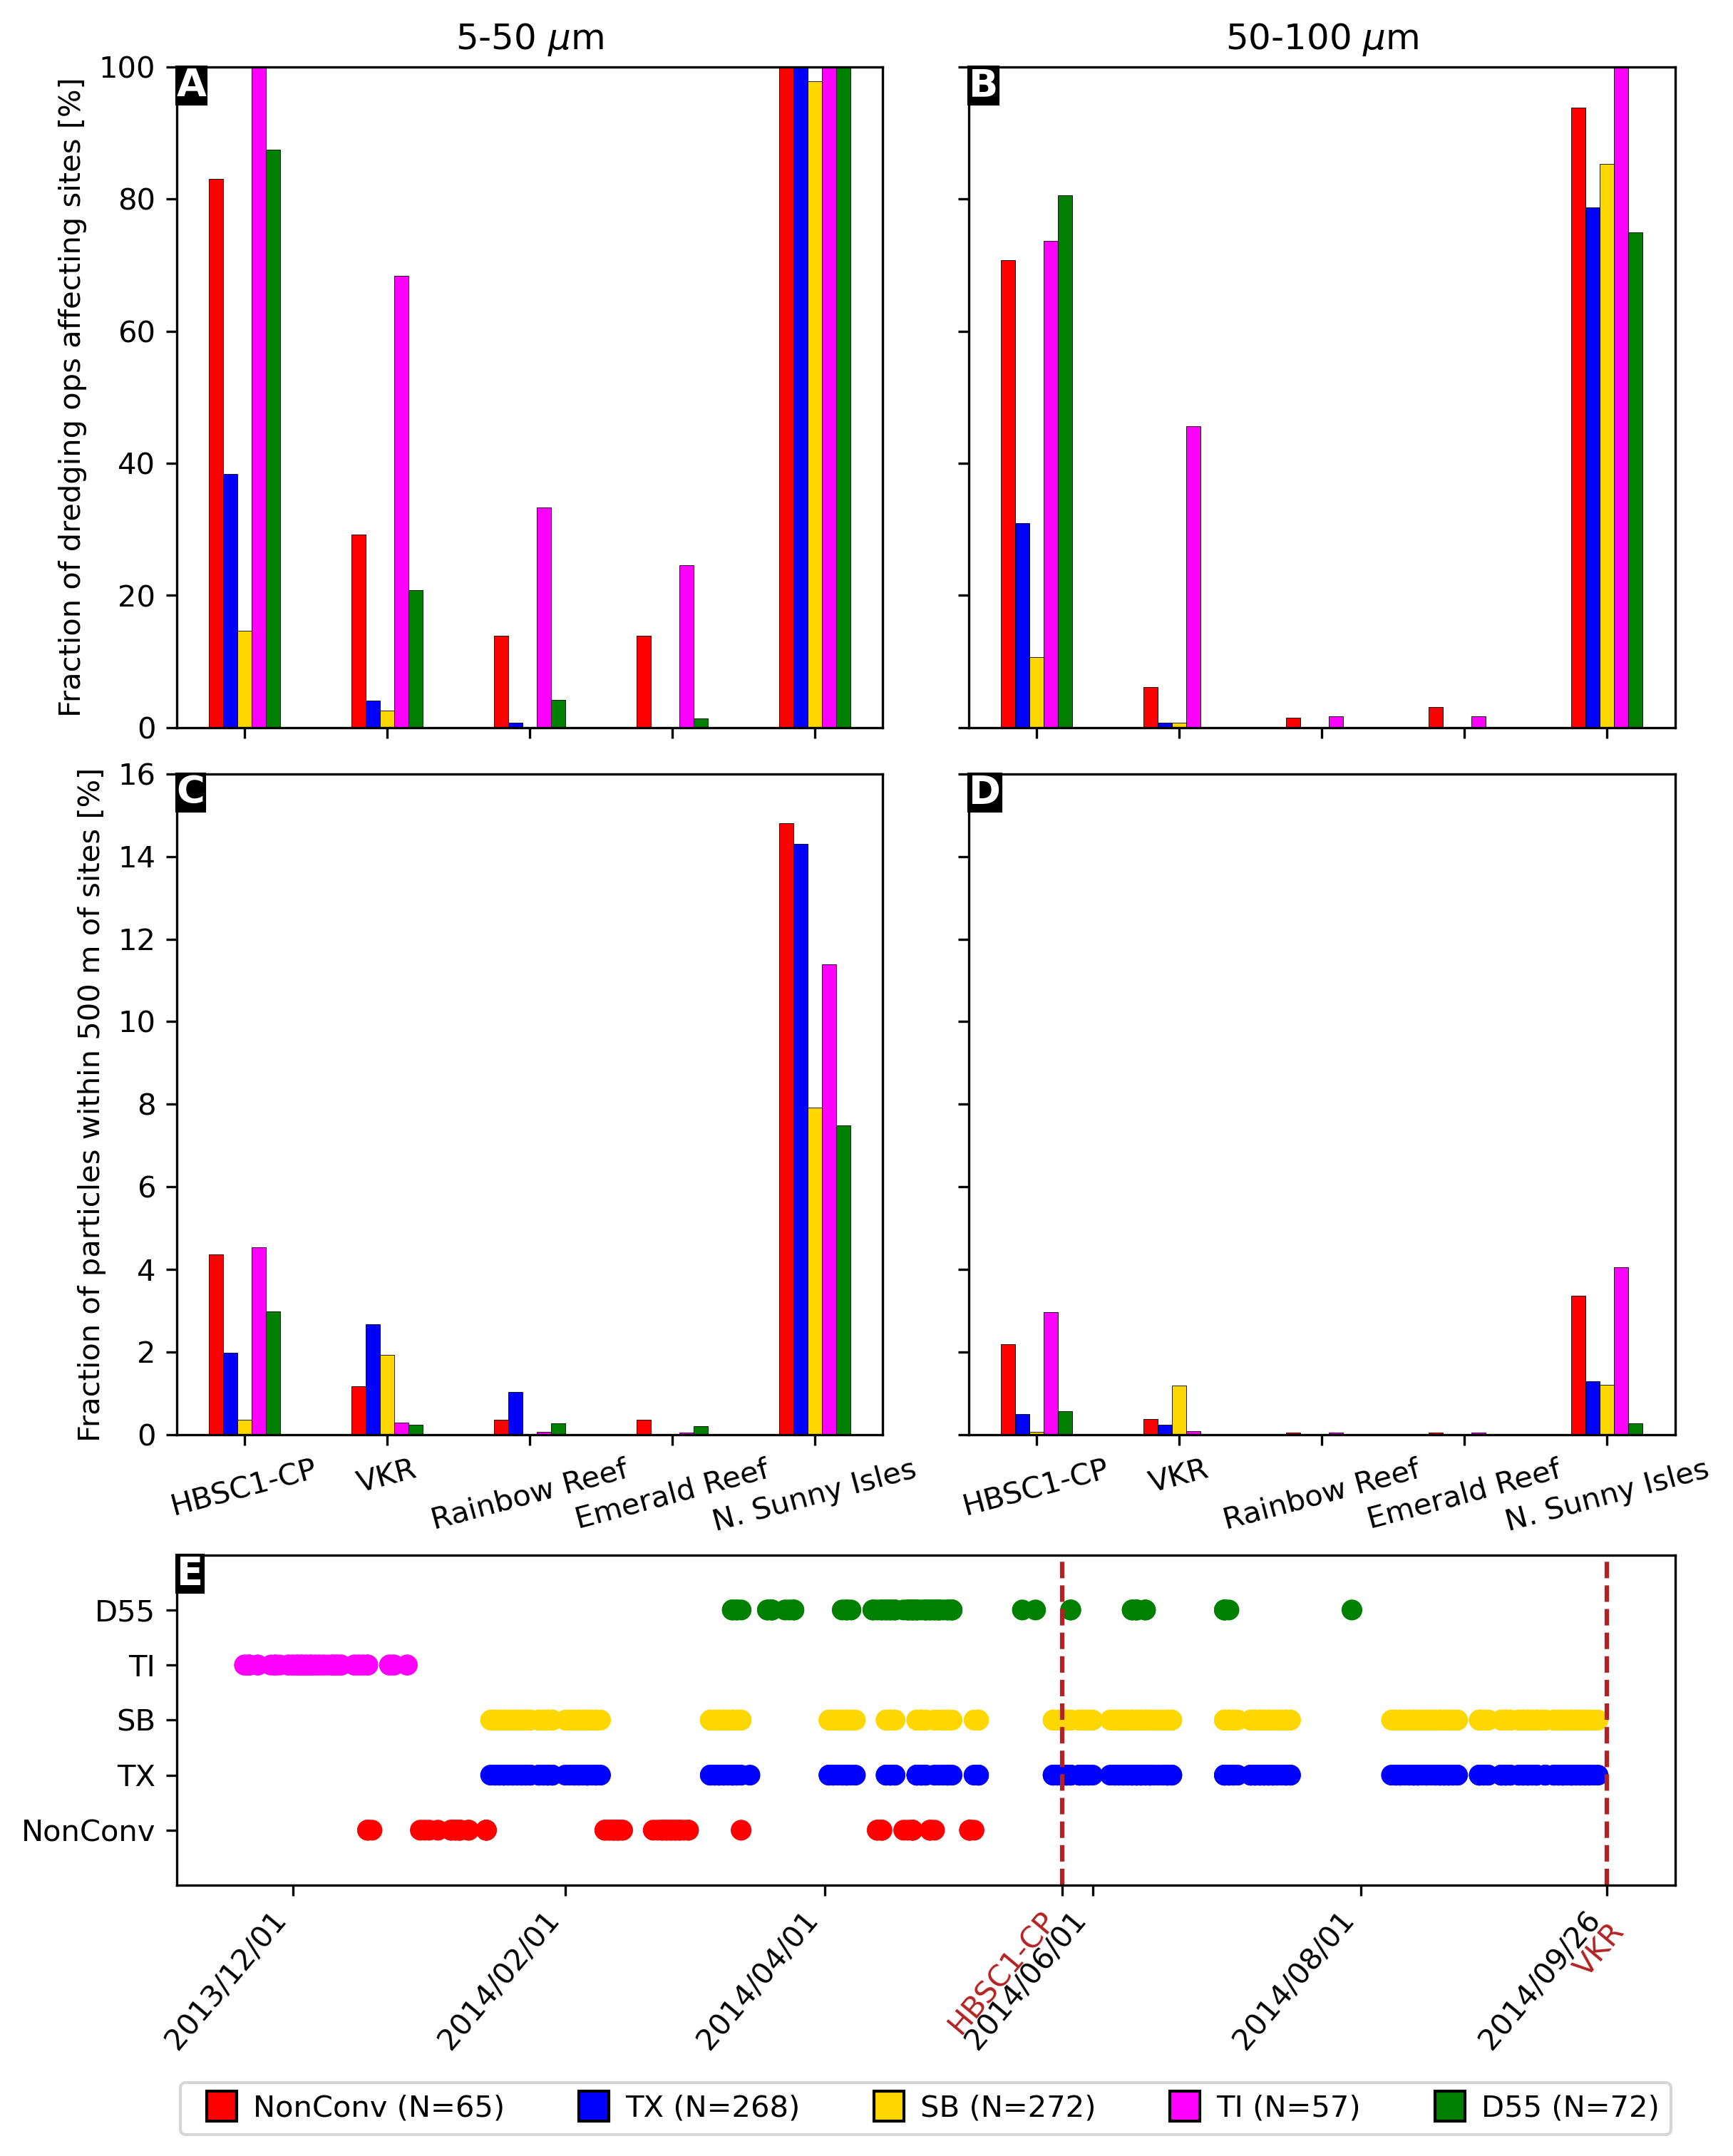 5-50 μm
50-100 μm
A
B
Fraction of dredging ops affecting sites [%]
100
80
60
40
20
0
C
D
Fraction of particles within 500 m of sites [%]
16
14
12
10
8
6
4
2
0
HBSC1-CP
VKR
Rainbow Reef
Emerald Reef
N. Sunny Isles
HBSC1-CP
VKR
Rainbow Reef
Emerald Reef
N. Sunny Isles
E
D55
TI
SB
TX
NonConv
2013/12/01
2014/02/01
2014/04/01
HBSC1-CP
2014/06/01
2014/08/01
2014/09/26
VKR
NonConv (N=65)
TX (N=268)
SB (N=272)
TI (N=57)
D55 (N=72)